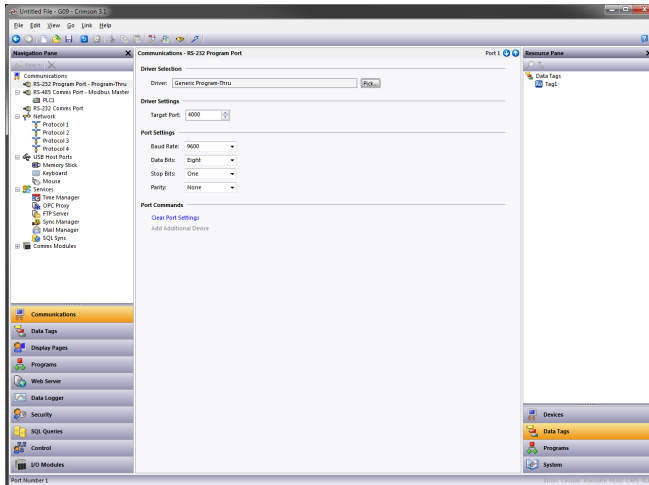 Untitled File - G09 - Crimson 3.1
File Edit View Go Link Help
Navigation Pane
Communications - RS-232 Program Port
Port 1
Resource Pane
Communications
RS-232 Program Port - Program-Thru
RS-485 Comms Port - Modbus Master
PLC1
RS-232 Comms Port
Network
Protocol 1
Protocol 2
Protocol 3
Protocol 4
USB Host Ports
Memory Stick
Keyboard
Mouse
Services
Time Manager
OPC Proxy
FTP Server
Sync Manager
Mail Manager
SQL Sync
Comms Modules
Driver Selection
Driver: Generic Program-Thru
Pick...
Driver Settings
Target Port: 4000
Port Settings
Baud Rate: 9600
Data Bits: Eight
Stop Bits: One
Parity: None
Port Commands
Clear Port Settings
Add Additional Device
Data Tags
Tag1
Communications
Data Tags
Display Pages
Programs
Web Server
Data Logger
Security
SQL Queries
Control
I/O Modules
Devices
Data Tags
Programs
System
Port Number 1
READ CAPS